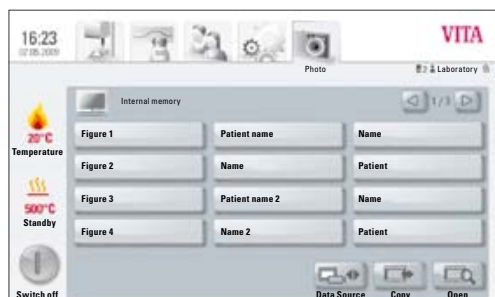 16:23
07.05.2009
VITA
Photo
Laboratory
Internal memory
1/3
20°C
Temperature
Figure 1 Patient name Name
Figure 2 Name Patient
500°C
Standby
Figure 3 Patient name 2 Name
Figure 4 Name 2 Patient
Switch off
Data Source Copy Open